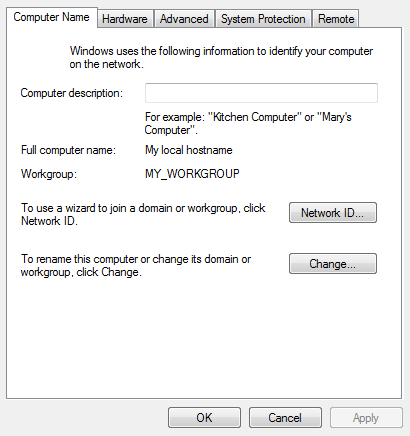 Computer Name Hardware Advanced System Protection Remote
Windows uses the following information to identify your computer
on the network.
Computer description:
For example: "Kitchen Computer" or "Mary's
Computer".
Full computer name: My local hostname
Workgroup: MY_WORKGROUP
To use a wizard to join a domain or workgroup, click
Network ID.
Network ID...
To rename this computer or change its domain or
workgroup, click Change.
Change...
OK Cancel Apply